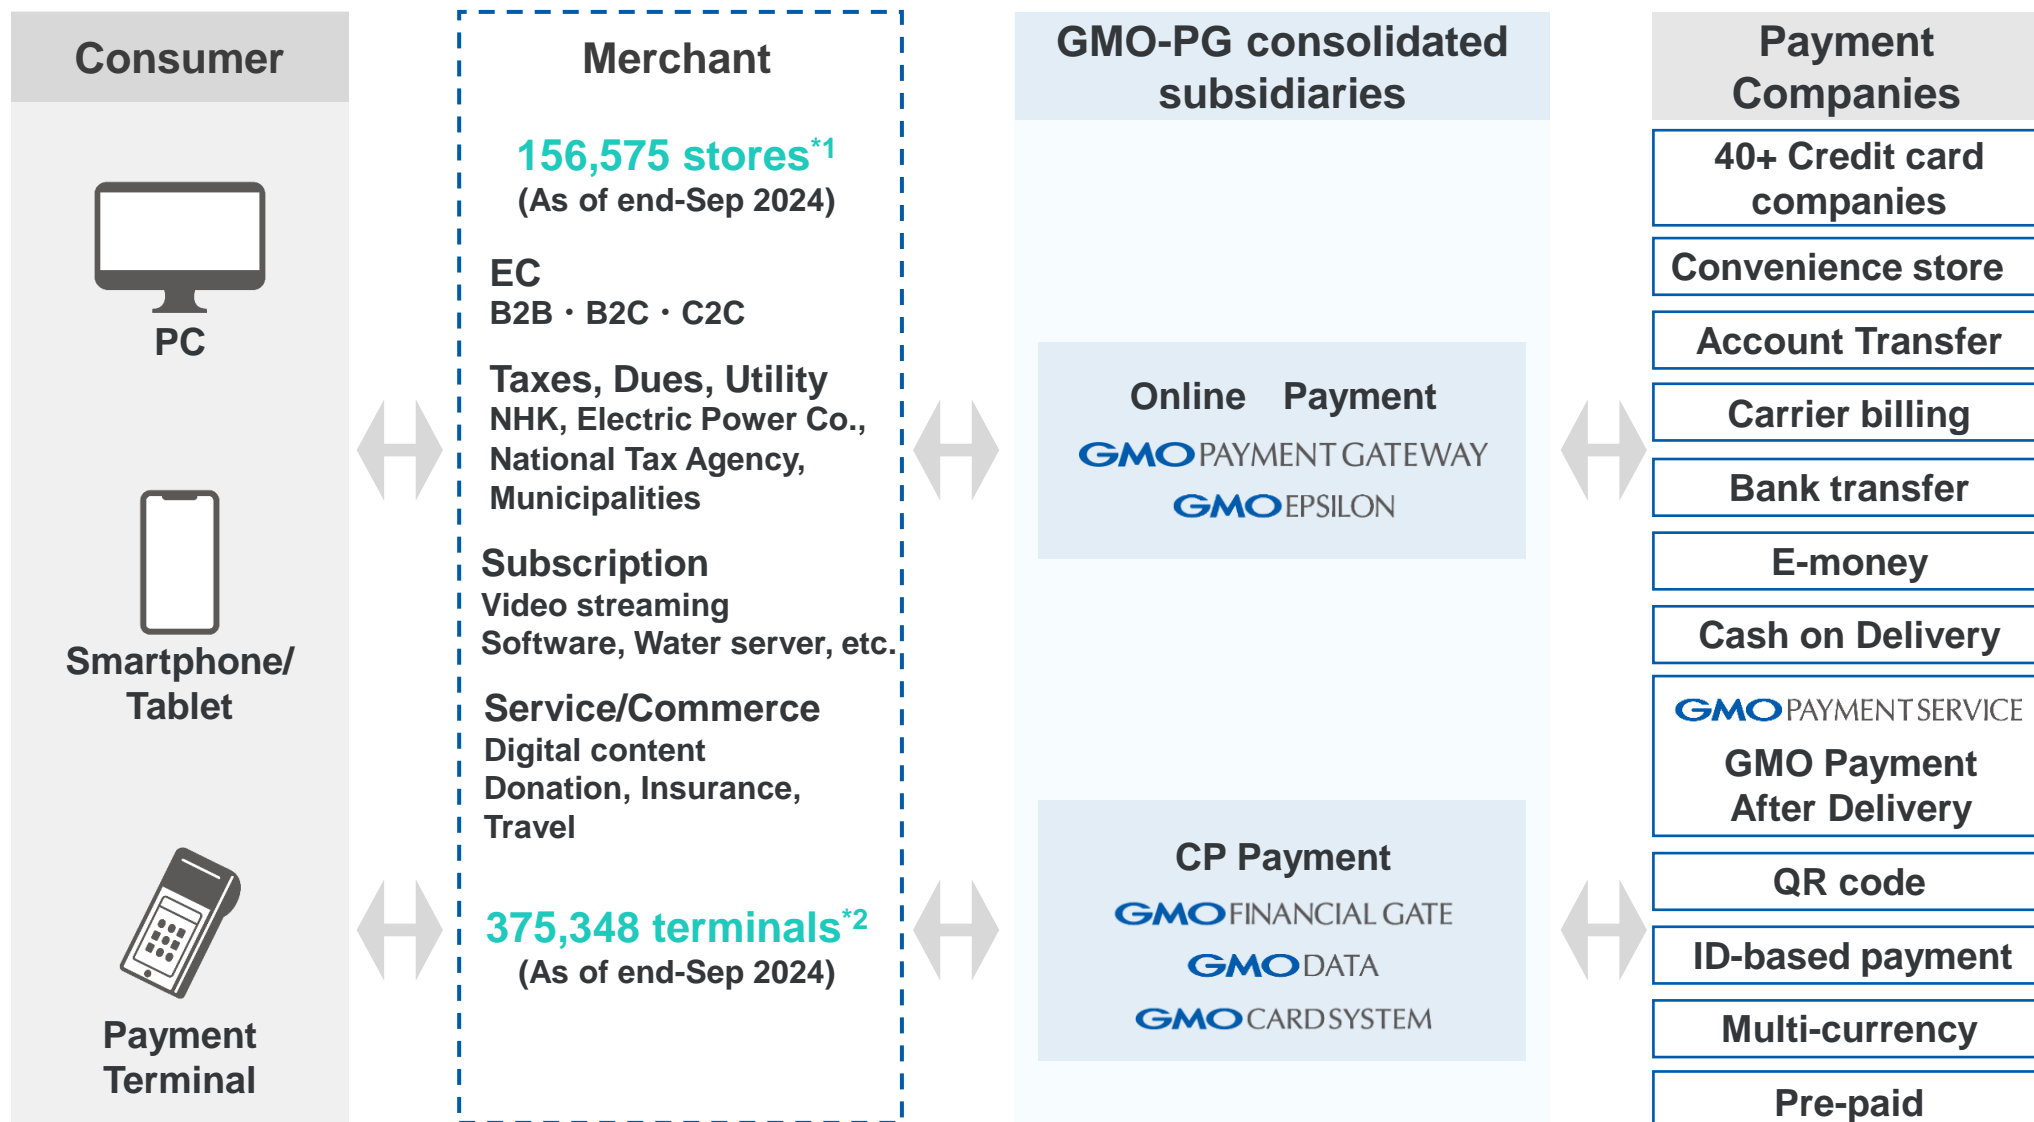 Consumer
PC
Smartphone/
Tablet
Payment
Terminal
Merchant
156,575 stores*1
(As of end-Sep 2024)
EC
B2B・B2C・C2C
Taxes, Dues, Utility
NHK, Electric Power Co.,
National Tax Agency,
Municipalities
Subscription
Video streaming
Software, Water server, etc.
Service/Commerce
Digital content
Donation, Insurance,
Travel
375,348 terminals*2
(As of end-Sep 2024)
GMO-PG consolidated
subsidiaries
Online Payment
GMO PAYMENT GATEWAY
GMO EPSILON
CP Payment
GMO FINANCIAL GATE
GMO DATA
GMO CARD SYSTEM
Payment
Companies
40+ Credit card
companies
Convenience store
Account Transfer
Carrier billing
Bank transfer
E-money
Cash on Delivery
GMO PAYMENT SERVICE
GMO Payment
After Delivery
QR code
ID-based payment
Multi-currency
Pre-paid